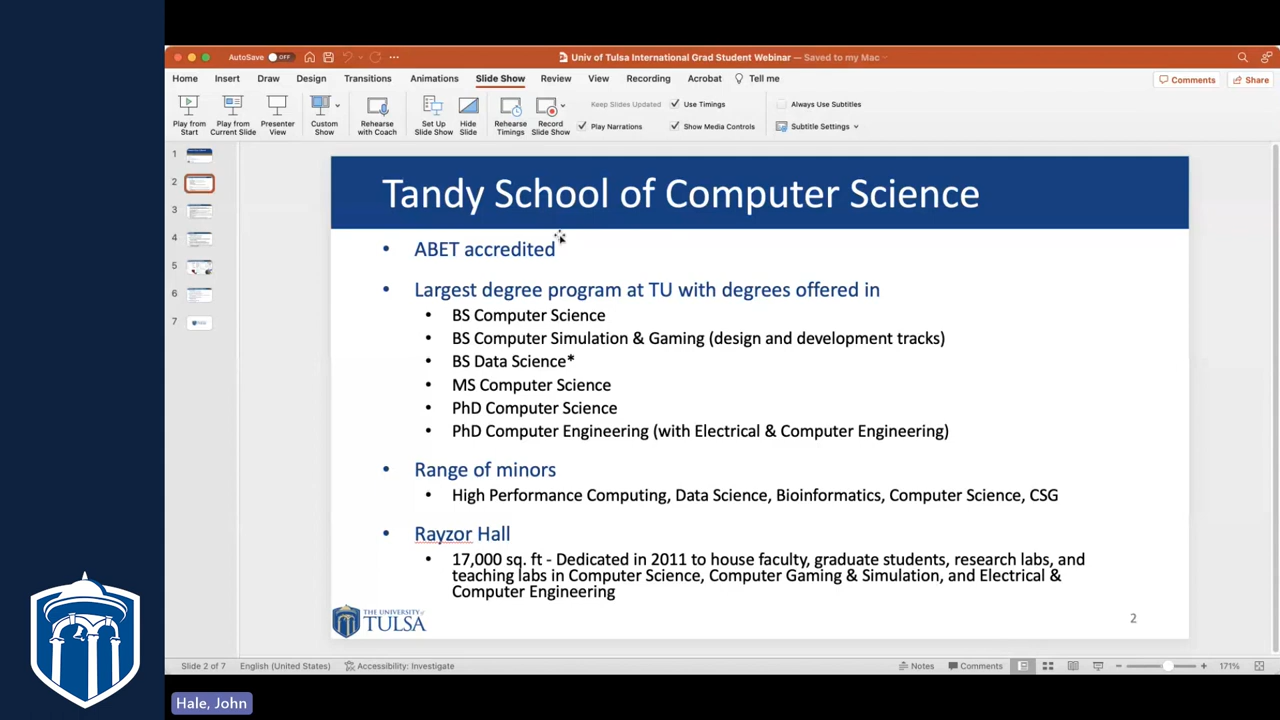 AutoSave OFF
Univ of Tulsa International Grad Student Webinar — Saved to my Mac
Home Insert Draw Design Transitions Animations Slide Show Review View Recording Acrobat Tell me
Comments Share
Play from Start
Play from Current Slide
Presenter View
Custom Show
Rehearse with Coach
Set Up Slide Show
Hide Slide
Rehearse Timings
Record Slide Show
Keep Slides Updated
Use Timings
Play Narrations
Show Media Controls
Always Use Subtitles
Subtitle Settings
1
2
3
4
5
6
7
Tandy School of Computer Science
• ABET accredited
• Largest degree program at TU with degrees offered in
• BS Computer Science
• BS Computer Simulation & Gaming (design and development tracks)
• BS Data Science*
• MS Computer Science
• PhD Computer Science
• PhD Computer Engineering (with Electrical & Computer Engineering)
• Range of minors
• High Performance Computing, Data Science, Bioinformatics, Computer Science, CSG
• Rayzor Hall
• 17,000 sq. ft - Dedicated in 2011 to house faculty, graduate students, research labs, and
teaching labs in Computer Science, Computer Gaming & Simulation, and Electrical &
Computer Engineering
THE UNIVERSITY of
TULSA
2
Slide 2 of 7 English (United States) Accessibility: Investigate Notes Comments 171%
Hale, John